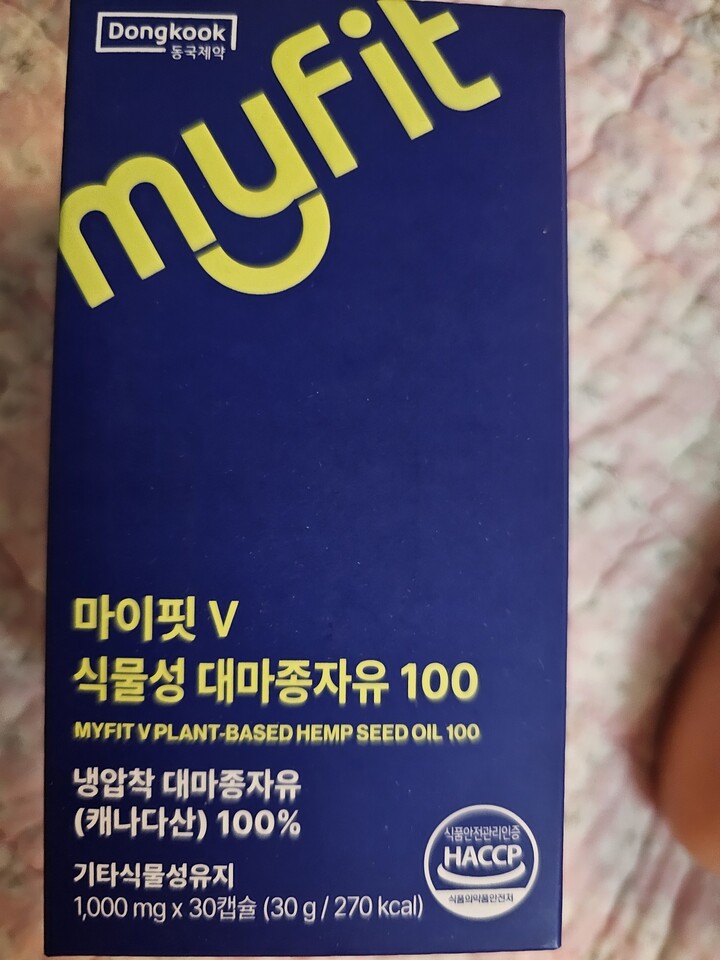 Dongkook
동국제약
myfit
마이핏 V
식물성 대마종자유 100
MYFIT V PLANT-BASED HEMP SEED OIL 100
냉압착 대마종자유
(캐나다산) 100%
기타식물성유지
1,000 mg x 30캡슐 (30 g / 270 kcal)
식품안전관리인증
HACCP
식품의약품안전처